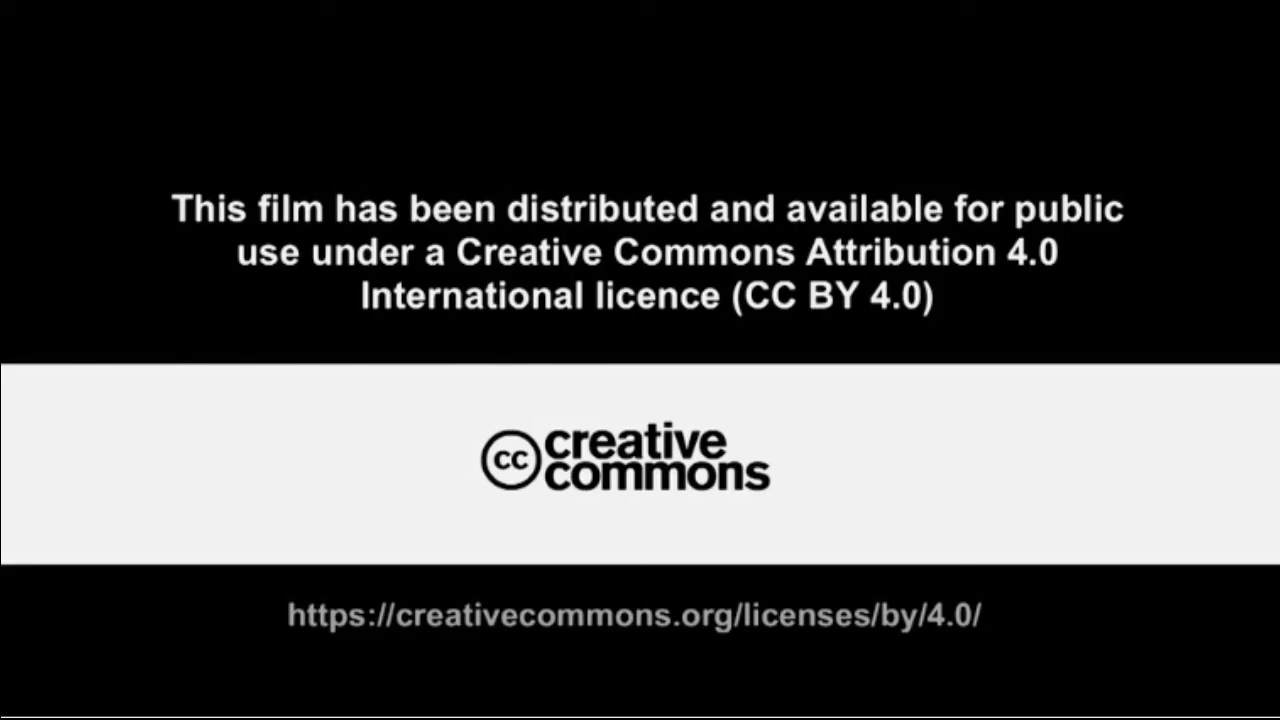 This film has been distributed and available for public
use under a Creative Commons Attribution 4.0
International licence (CC BY 4.0)
cc creative
commons
https://creativecommons.org/licenses/by/4.0/